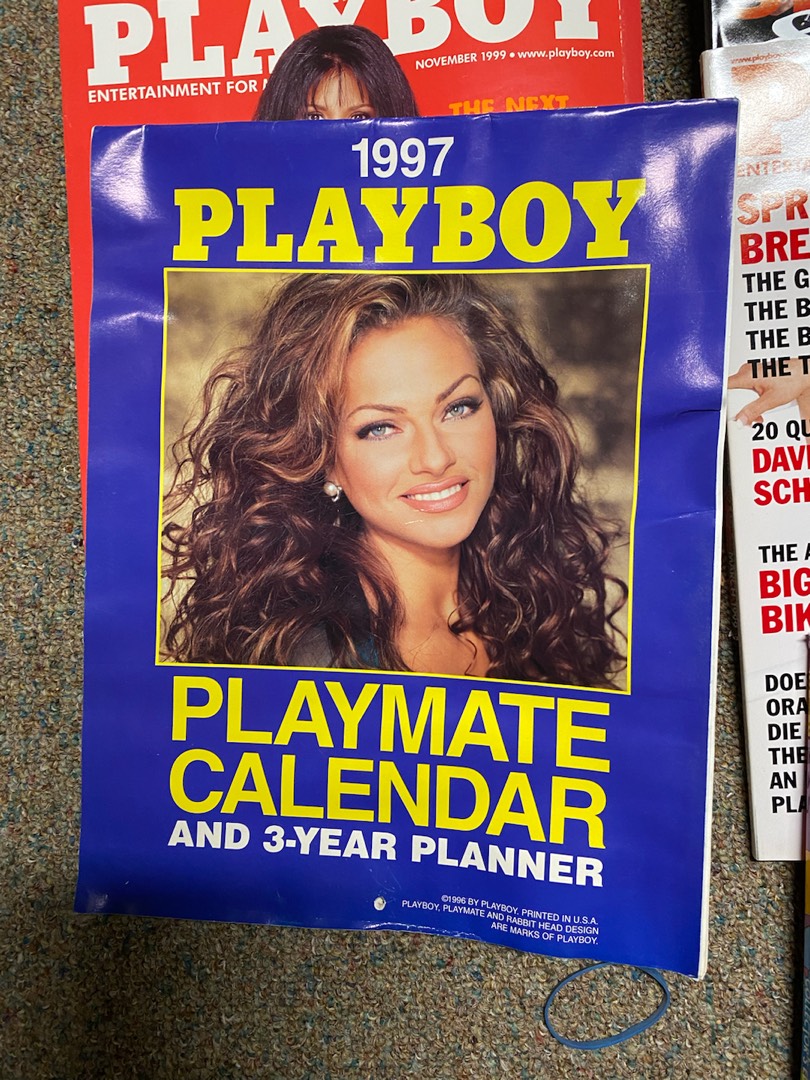 PLAYBOY
NOVEMBER 1999 • www.playboy.com
ENTERTAINMENT FOR
THE NEXT
1997
PLAYBOY
PLAYMATE
CALENDAR
AND 3-YEAR PLANNER
©1996 BY PLAYBOY. PRINTED IN U.S.A.
PLAYBOY, PLAYMATE AND RABBIT HEAD DESIGN
ARE MARKS OF PLAYBOY.
P
ENTER
SPR
BRE
THE G
THE B
THE B
THE T
20 QU
DAVI
SCH
THE A
BIG
BIK
DOE
ORA
DIE
THE
AN
PLA